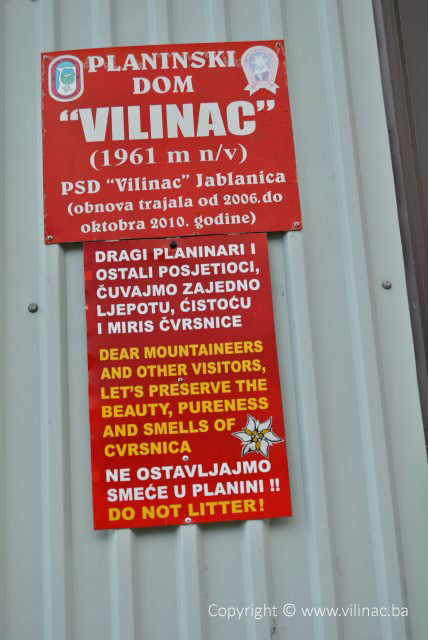 PLANINSKI
DOM
"VILINAC"
(1961 m n/v)
PSD "Vilinac" Jablanica
(obnova trajala od 2006.do
oktobra 2010. godine)
DRAGI PLANINARI I
OSTALI POSJETIOCI,
ČUVAJMO ZAJEDNO
LJEPOTU, ĆISTOĆU
I MIRIS ČVRSNICE
DEAR MOUNTAINEERS
AND OTHER VISITORS,
LET'S PRESERVE THE
BEAUTY, PURENESS
AND SMELLS OF
CVRSNICA
NE OSTAVLJAJMO
SMEĆE U PLANINI !!
DO NOT LITTER!
Copyright © www.vilinac.ba